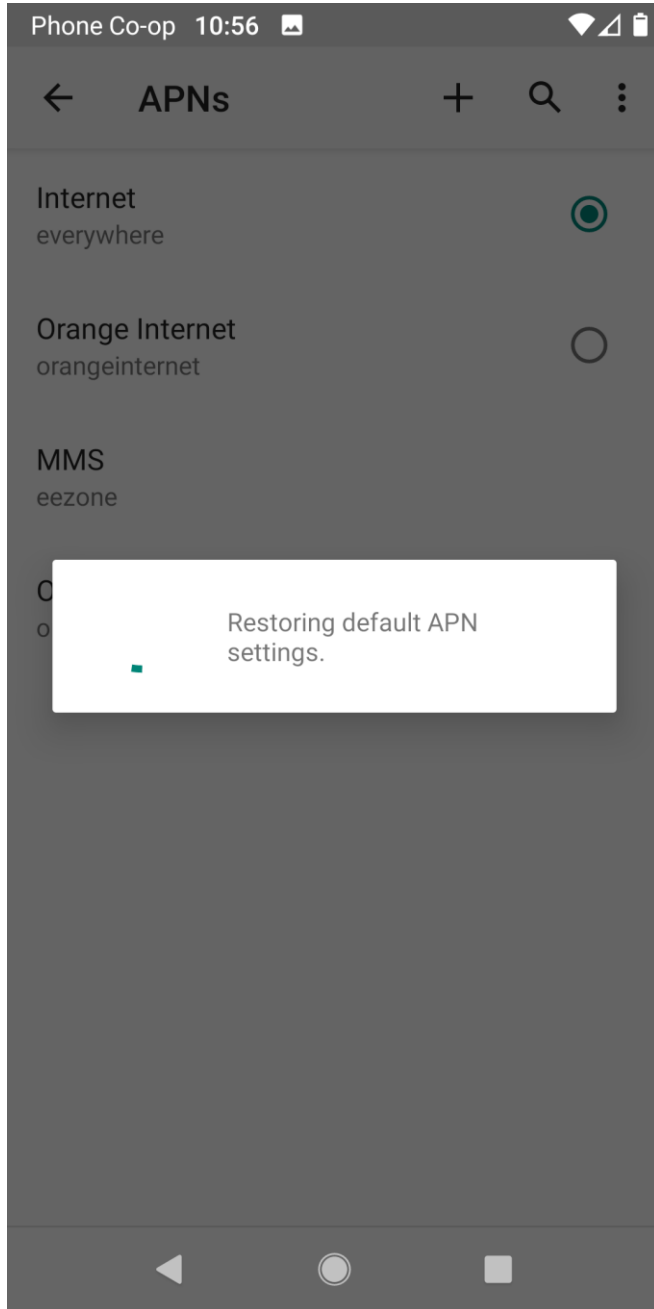 Phone Co-op 10:56
APNs
Internet
everywhere
Orange Internet
orangeinternet
MMS
eezone
Restoring default APN
settings.